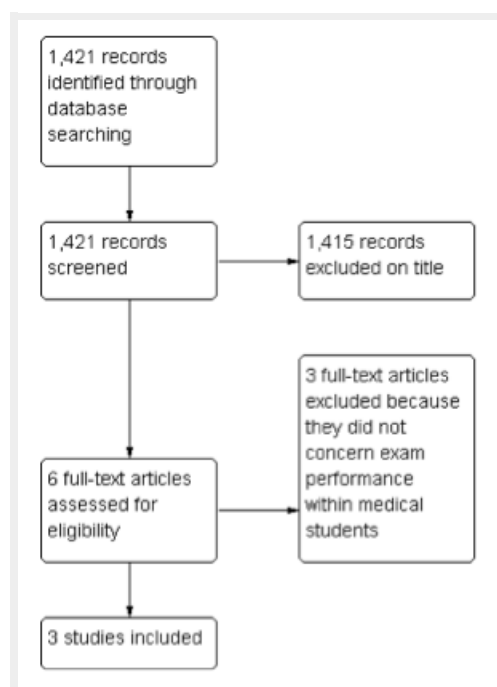 1,421 records
identified through
database
searching
1,421 records
screened
1,415 records
excluded on title
3 full-text articles
excluded because
they did not
concern exam
performance
within medical
students
6 full-text articles
assessed for
eligibility
3 studies included